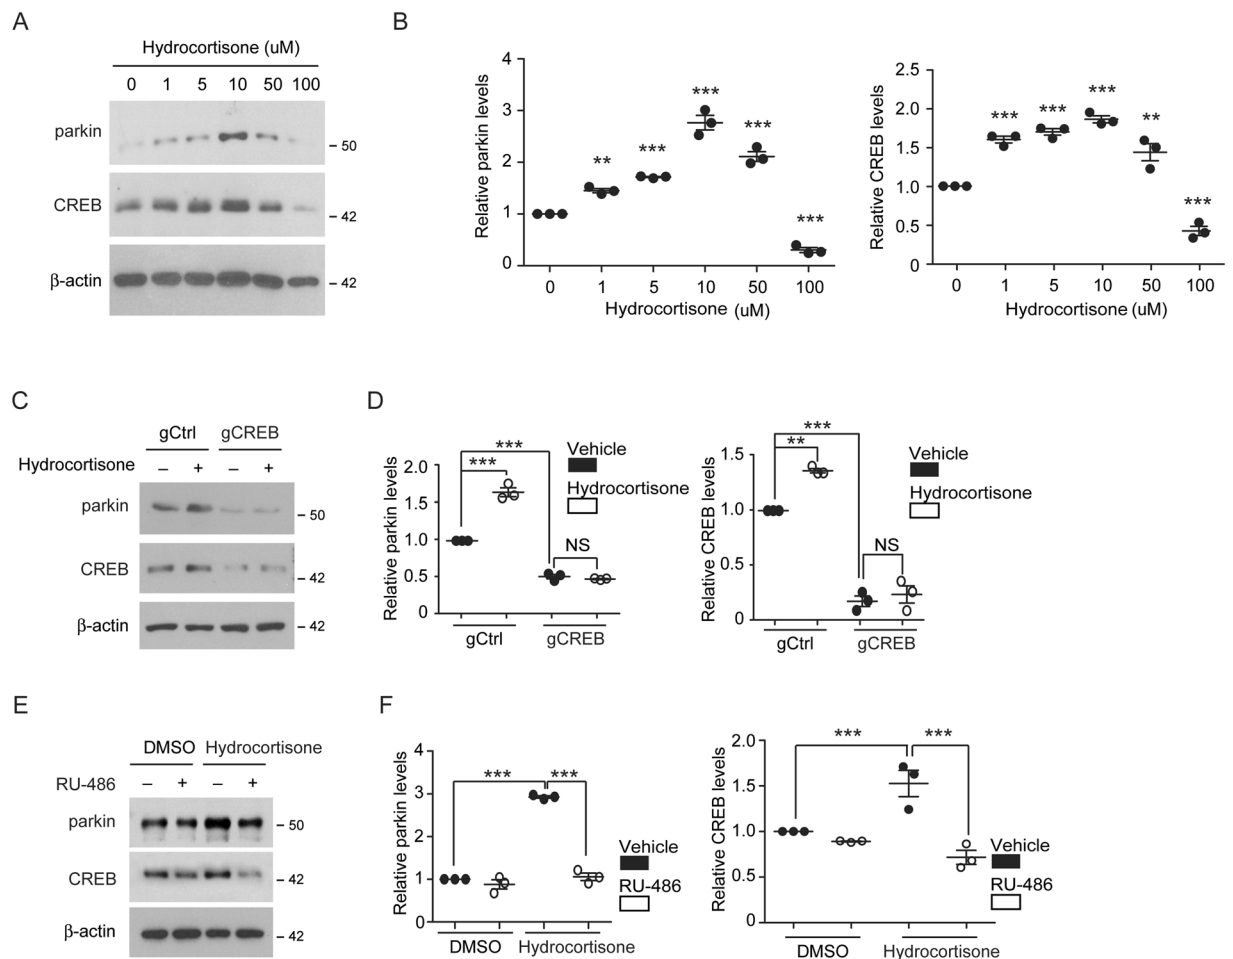 A
Hydrocortisone (uM)
0 1 5 10 50 100
parkin
– 50
CREB
– 42
β-actin
– 42
B
Relative parkin levels
4
3
2
1
0
**
***
***
***
***
0 1 5 10 50 100
Hydrocortisone (uM)
Relative CREB levels
2.5
2.0
1.5
1.0
0.5
0
***
***
***
**
***
0 1 5 10 50 100
Hydrocortisone (uM)
C
gCtrl gCREB
Hydrocortisone – + – +
parkin
– 50
CREB
– 42
β-actin
– 42
D
Relative parkin levels
2.0
1.5
1.0
0.5
0
***
***
NS
Vehicle
Hydrocortisone
gCtrl gCREB
Relative CREB levels
1.5
1.0
0.5
0
***
**
NS
Vehicle
Hydrocortisone
gCtrl gCREB
E
DMSO Hydrocortisone
RU-486 – + – +
parkin
– 50
CREB
– 42
β-actin
– 42
F
Relative parkin levels
4
3
2
1
0
*** ***
Vehicle
RU-486
DMSO Hydrocortisone
Relative CREB levels
2.0
1.5
1.0
0.5
0
*** ***
Vehicle
RU-486
DMSO Hydrocortisone